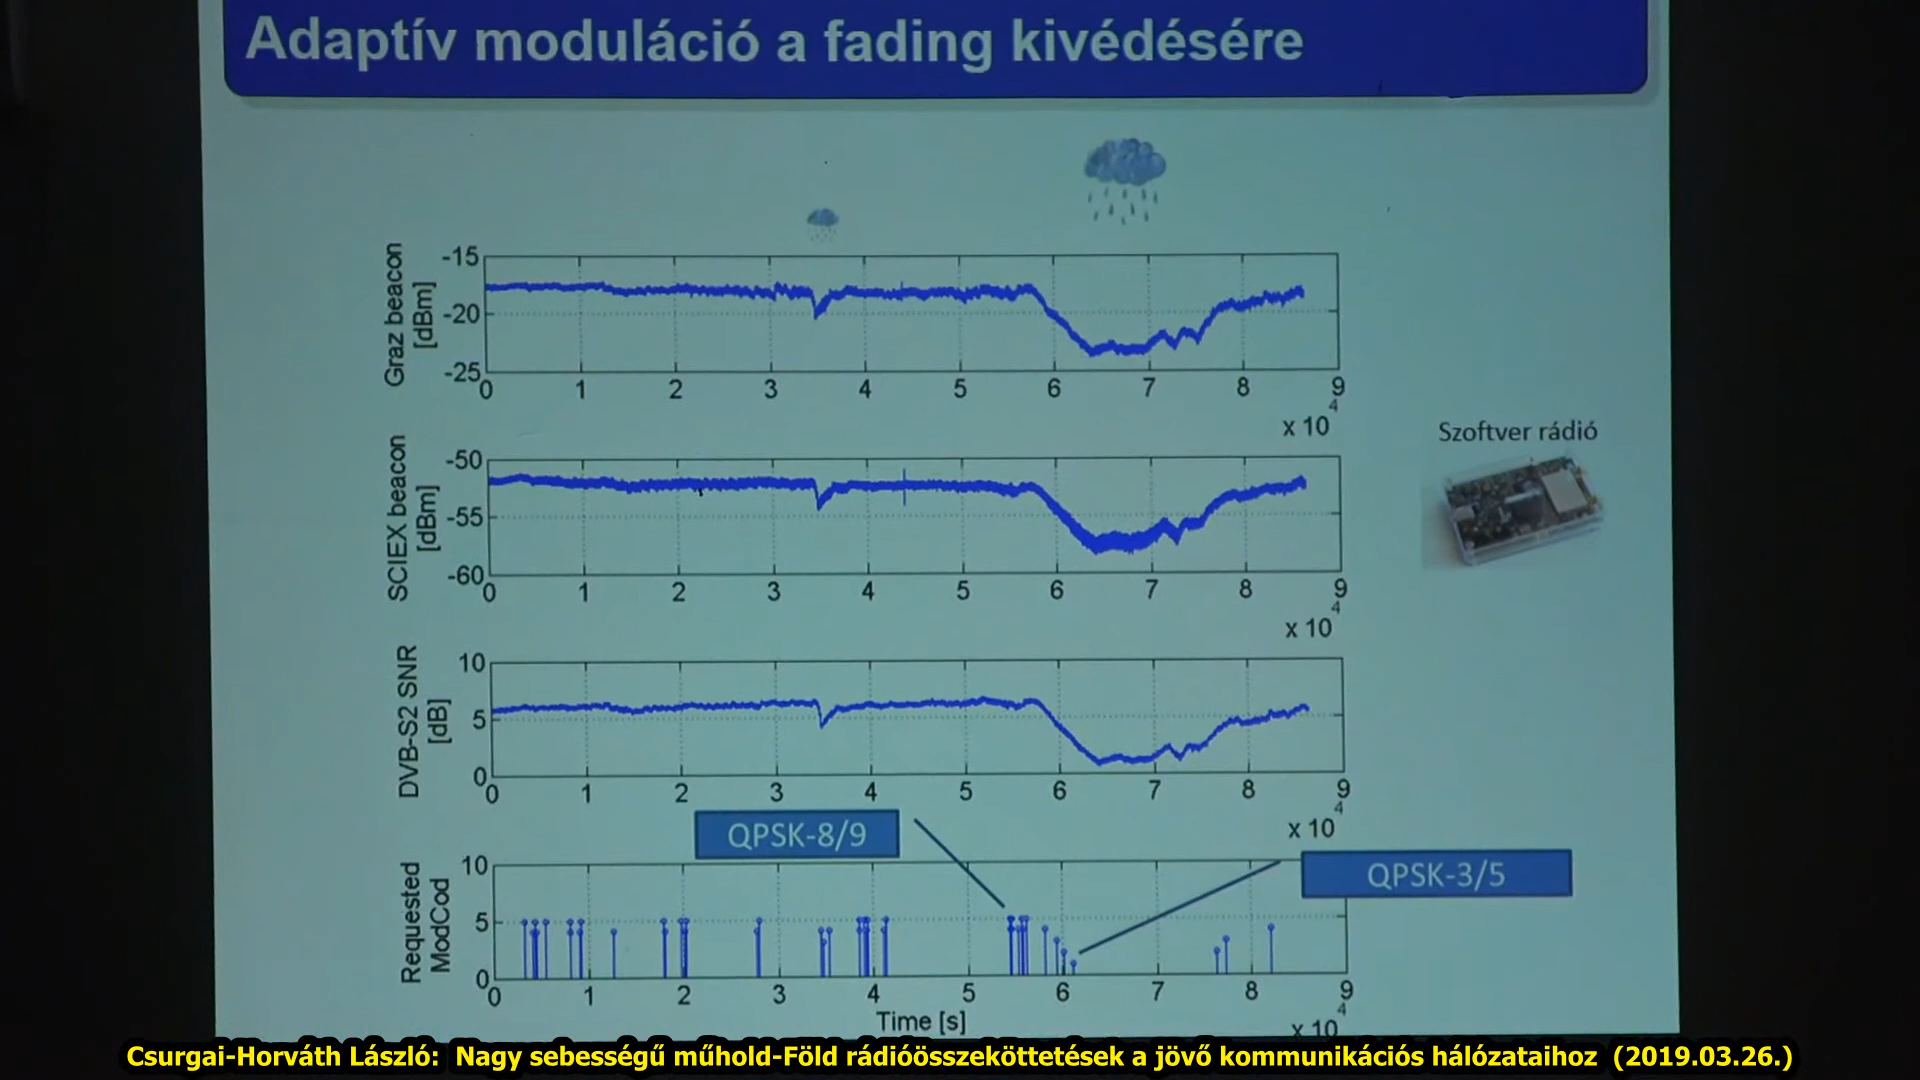 Adaptív moduláció a fading kivédésére
Graz beacon
[dBm]
-15
-20
-25
0 1 2 3 4 5 6 7 8 9
x 10
4
SCIEX beacon
[dBm]
-50
-55
-60
0 1 2 3 4 5 6 7 8 9
x 10
4
Szoftver rádió
DVB-S2 SNR
[dB]
10
5
0
0 1 2 3 4 5 6 7 8 9
x 10
4
QPSK-8/9
QPSK-3/5
Requested
ModCod
10
5
0
0 1 2 3 4 5 6 7 8 9
Time [s]
x 10
4
Csurgai-Horváth László: Nagy sebességű műhold-Föld rádióösszeköttetések a jövő kommunikációs hálózataihoz (2019.03.26.)